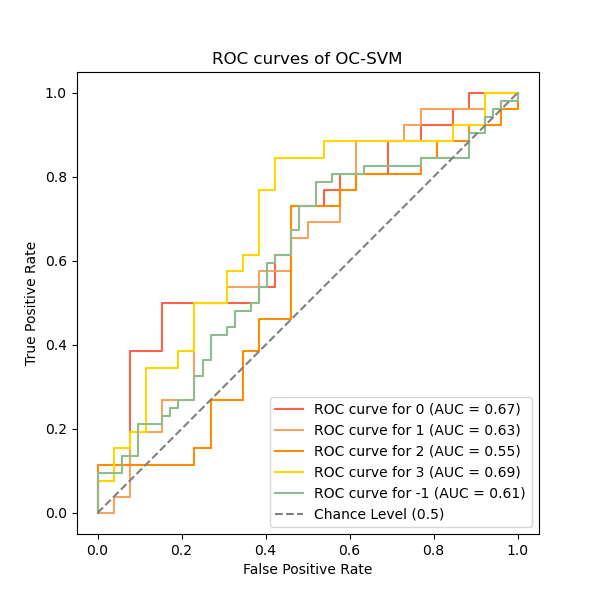 ROC curves of OC-SVM
True Positive Rate
1.0
0.8
0.6
0.4
0.2
0.0
ROC curve for 0 (AUC = 0.67)
ROC curve for 1 (AUC = 0.63)
ROC curve for 2 (AUC = 0.55)
ROC curve for 3 (AUC = 0.69)
ROC curve for -1 (AUC = 0.61)
Chance Level (0.5)
0.0 0.2 0.4 0.6 0.8 1.0
False Positive Rate